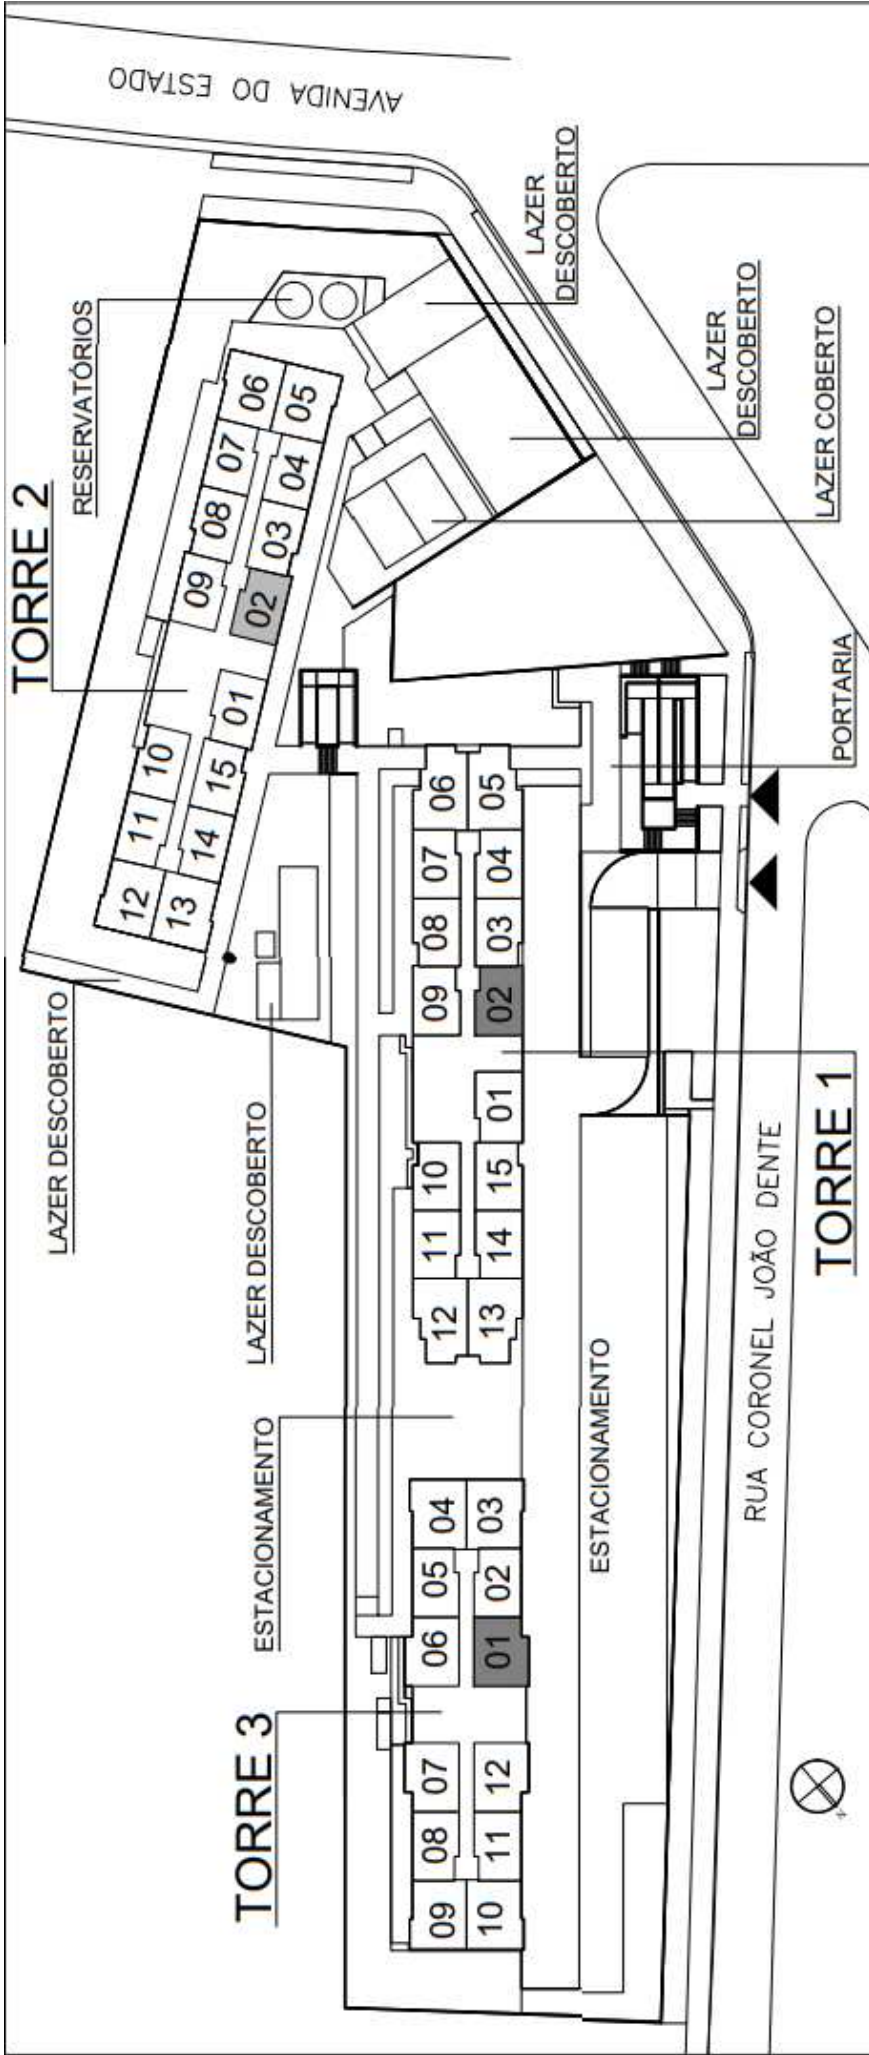 AVENIDA DO ESTADO
LAZER
DESCOBERTO
LAZER
DESCOBERTO
LAZER COBERTO
PORTARIA
RESERVATÓRIOS
TORRE 2
06
05
07
04
08
03
09
02
01
10
15
11
14
12
13
LAZER DESCOBERTO
LAZER DESCOBERTO
06
05
07
04
08
03
09
02
01
10
15
11
14
12
13
TORRE 1
RUA CORONEL JOÃO DENTE
ESTACIONAMENTO
ESTACIONAMENTO
04
03
05
02
06
01
07
12
08
11
09
10
TORRE 3
N